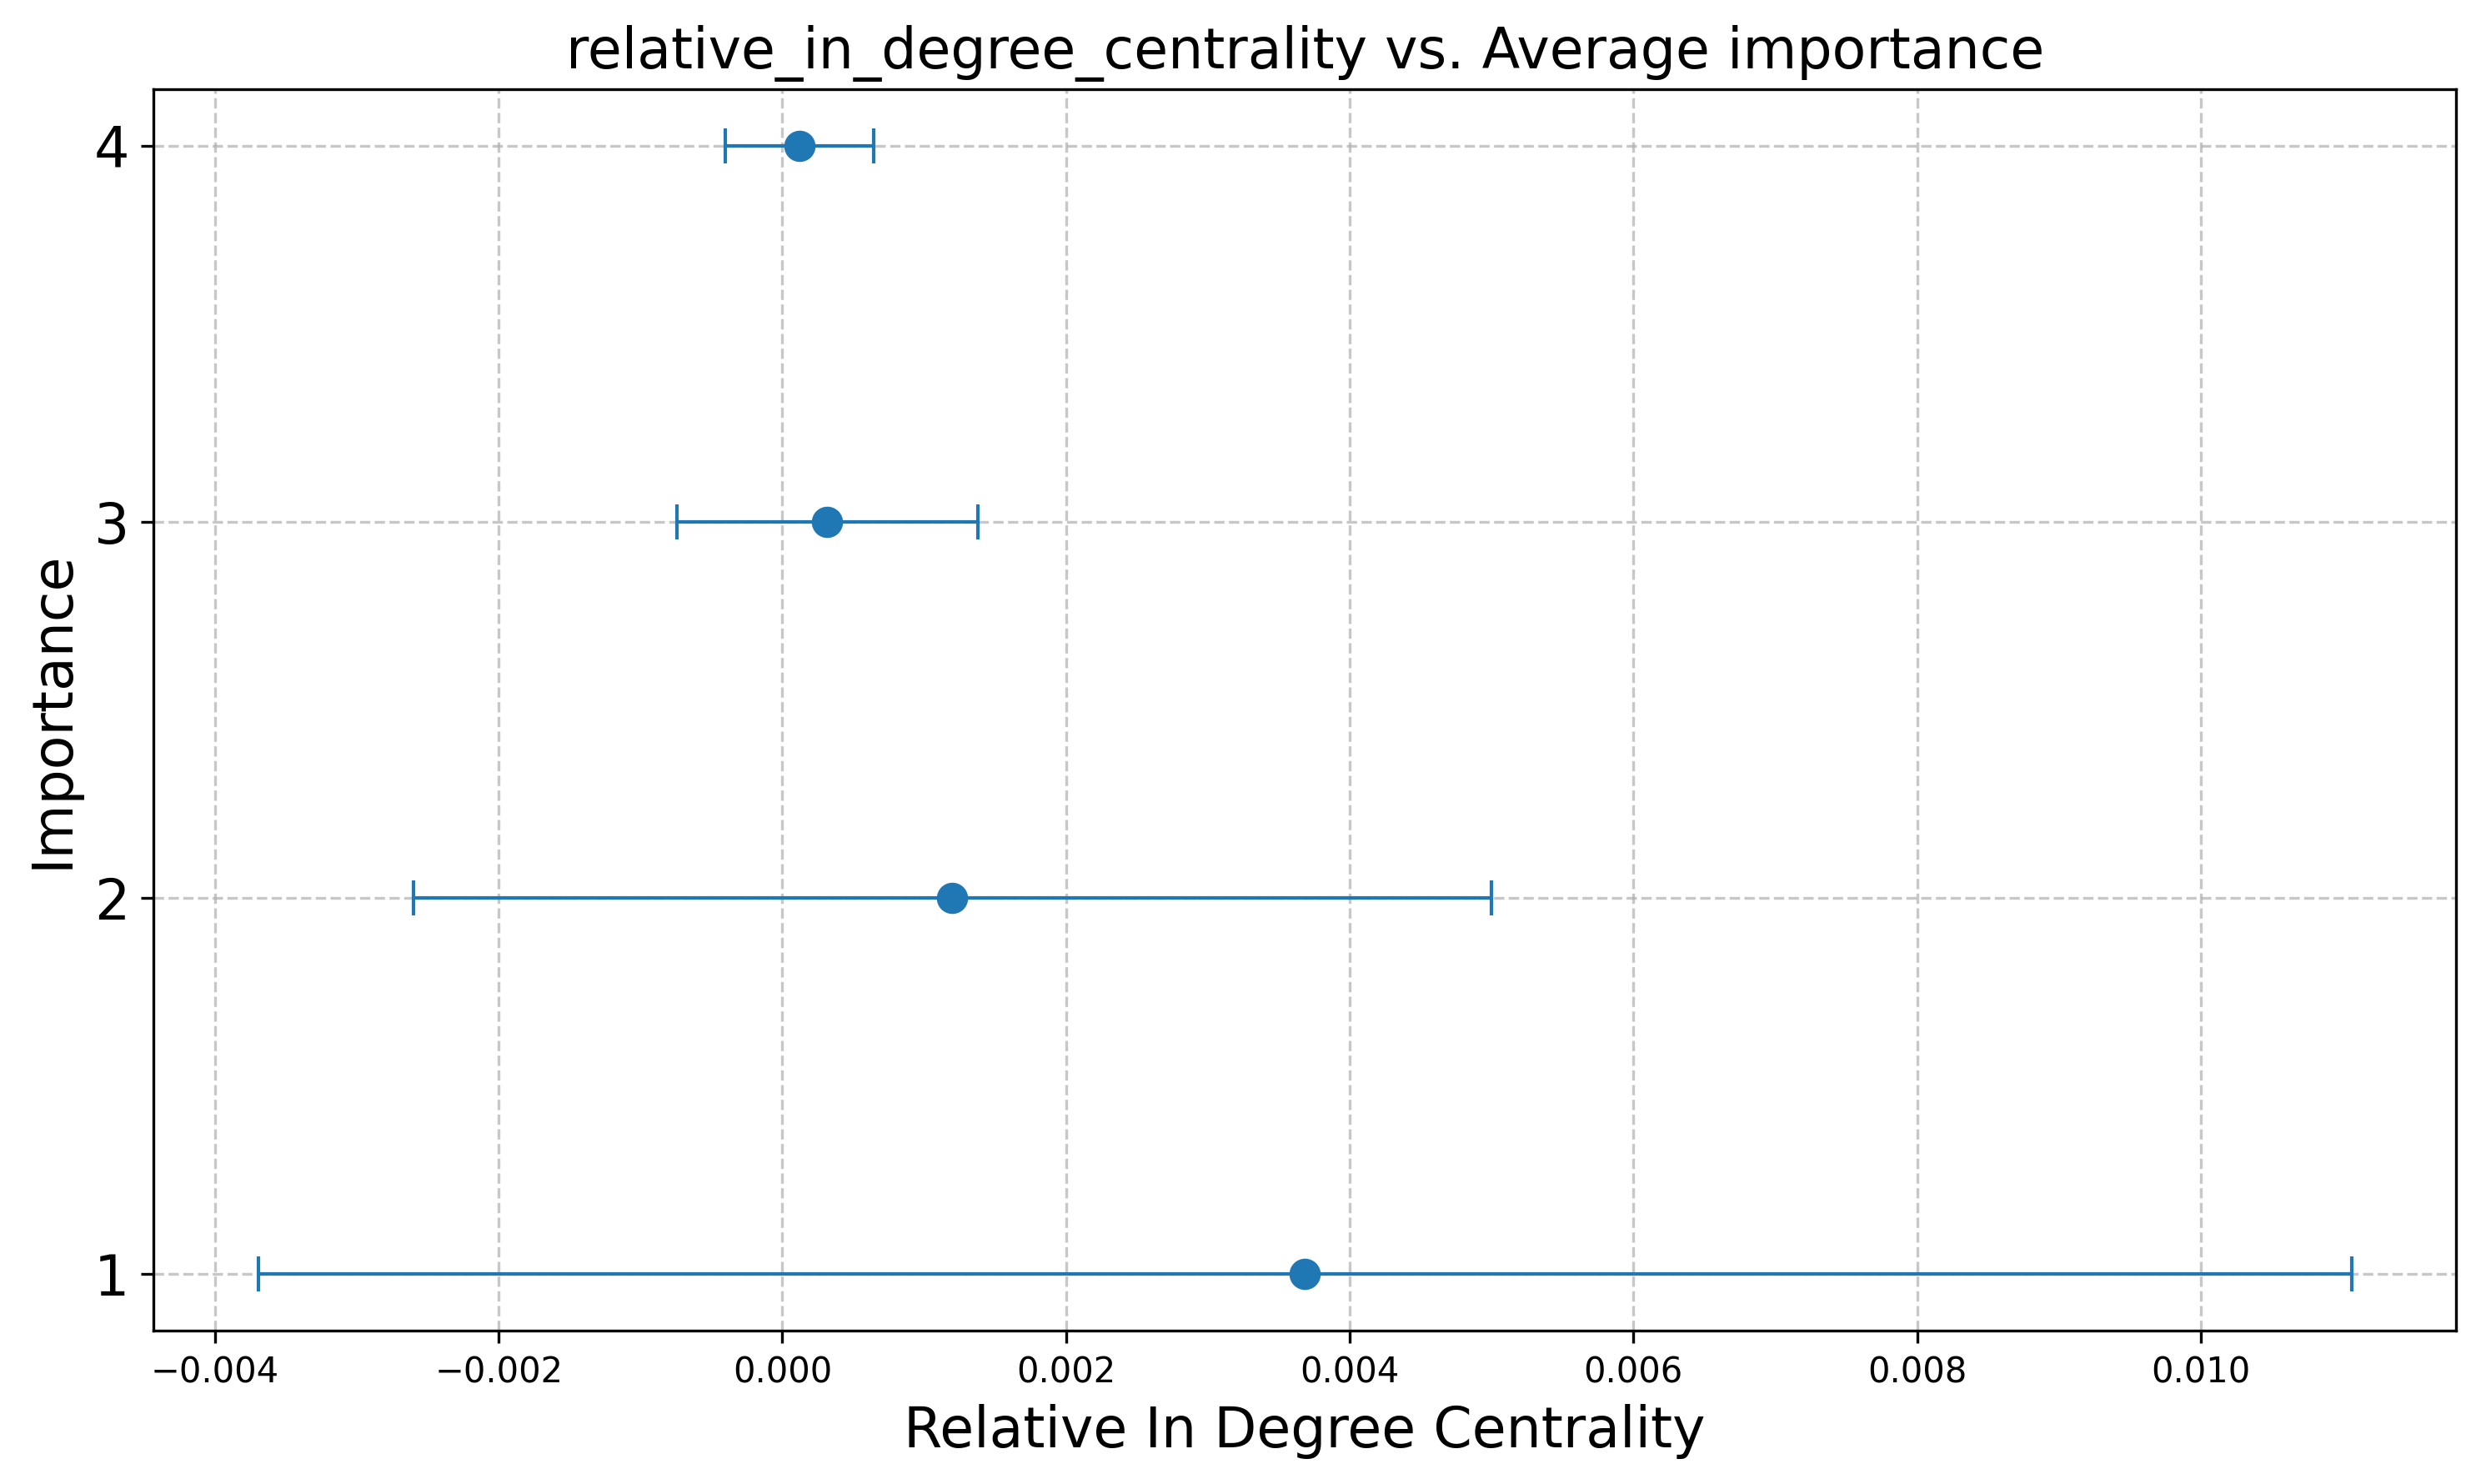 relative_in_degree_centrality vs. Average importance
4
3
2
1
Importance
−0.004 −0.002 0.000 0.002 0.004 0.006 0.008 0.010
Relative In Degree Centrality